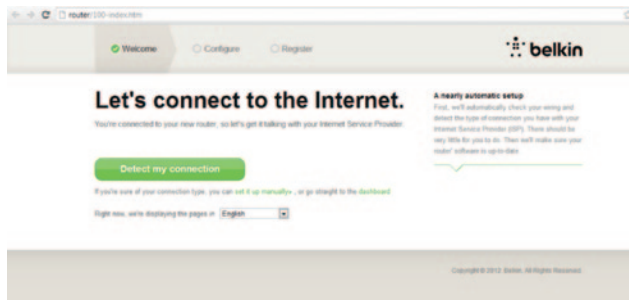 router/100-index.htm
Welcome
Configure
Register
belkin
Let's connect to the Internet.
You're connected to your new router, so let's get it talking with your Internet Service Provider.
Detect my connection
If you're sure of your connection type, you can set it up manually» , or go straight to the dashboard
Right now, we're displaying the pages in English
A nearly automatic setup
First, we'll automatically check your wiring and
detect the type of connection you have with your
Internet Service Provider (ISP). There should be
very little for you to do. Then we'll make sure your
router' software is up-to-date
Copyright © 2012 Belkin. All Rights Reserved.